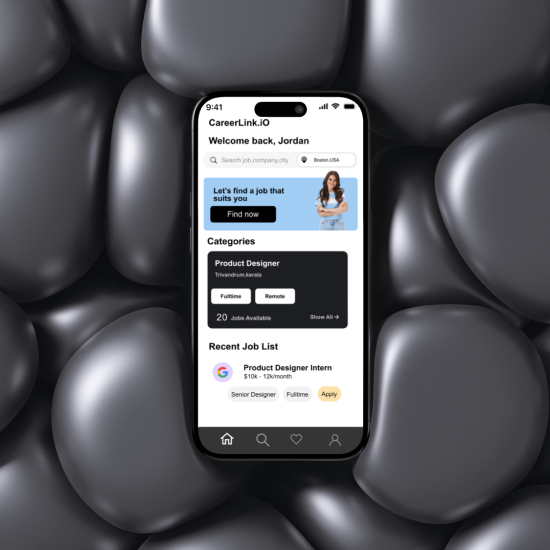 9:41
CareerLink.iO
Welcome back, Jordan
Search job,company,city
Boston,USA
Let's find a job that
suits you
Find now
Categories
Product Designer
Trivandrum,kerala
Fulltime
Remote
20 Jobs Available
Show All →
Recent Job List
G
Product Designer Intern
$10k - 12k/month
Senior Designer
Fulltime
Apply